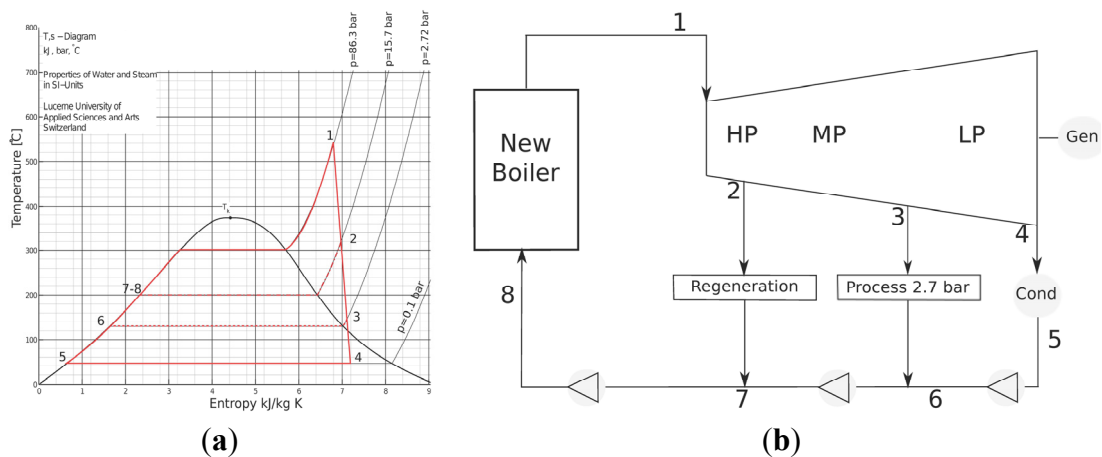 T,s – Diagram
kJ, bar, °C
Properties of Water and Steam
in SI–Units
Lucerne University of
Applied Sciences and Arts
Switzerland
p=86.3 bar
p=15.7 bar
p=2.72 bar
p=0.1 bar
Temperature [°C]
800
700
600
500
400
300
200
100
0
1
T
k
2
7-8
3
6
5
4
0 1 2 3 4 5 6 7 8 9
Entropy kJ/kg K
(a)
1
New
Boiler
HP MP LP
Gen
2
3
4
Regeneration
Process 2.7 bar
Cond
8
5
7
6
(b)